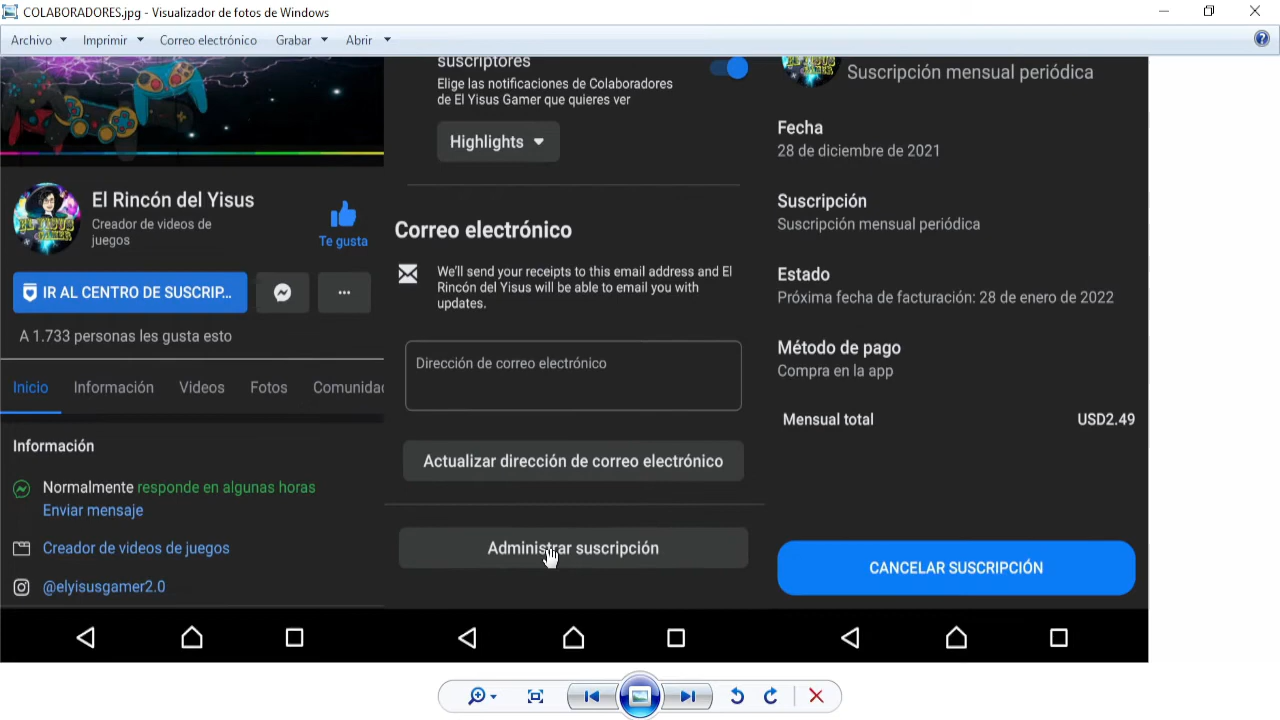 COLABORADORES.jpg - Visualizador de fotos de Windows
Archivo Imprimir Correo electrónico Grabar Abrir
El Rincón del Yisus
Creador de videos de
juegos
Te gusta
IR AL CENTRO DE SUSCRIP...
A 1.733 personas les gusta esto
Inicio Información Videos Fotos Comunidad
Información
Normalmente responde en algunas horas
Enviar mensaje
Creador de videos de juegos
@elyisusgamer2.0
suscriptores
Elige las notificaciones de Colaboradores
de El Yisus Gamer que quieres ver
Highlights
Correo electrónico
We'll send your receipts to this email address and El
Rincón del Yisus will be able to email you with
updates.
Dirección de correo electrónico
Actualizar dirección de correo electrónico
Administrar suscripción
Suscripción mensual periódica
Fecha
28 de diciembre de 2021
Suscripción
Suscripción mensual periódica
Estado
Próxima fecha de facturación: 28 de enero de 2022
Método de pago
Compra en la app
Mensual total USD2.49
CANCELAR SUSCRIPCIÓN